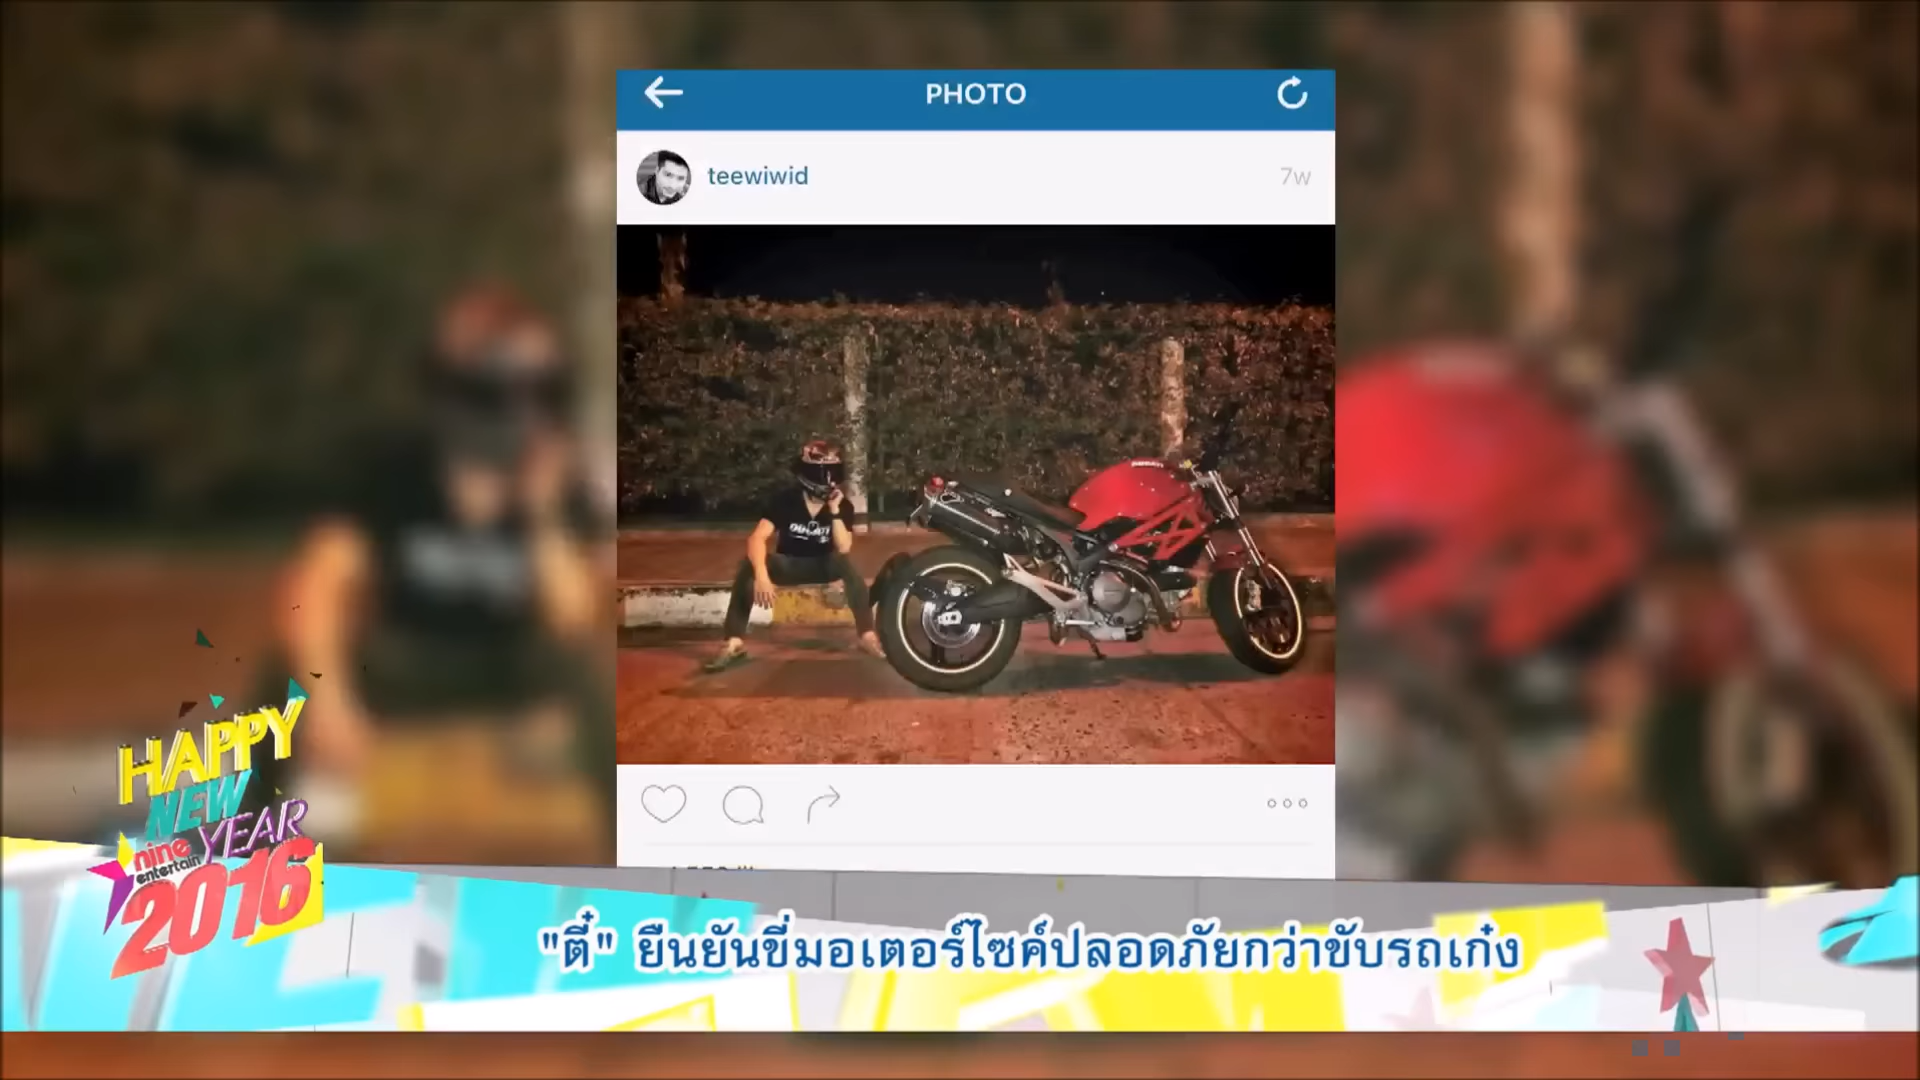 PHOTO
teewiwid
7w
DUCATI
DUCATI
HAPPY
NEW
YEAR
nine
entertain
2016
"ตี๋" ยืนยันขี่มอเตอร์ไซค์ปลอดภัยกว่าขับรถเก๋ง